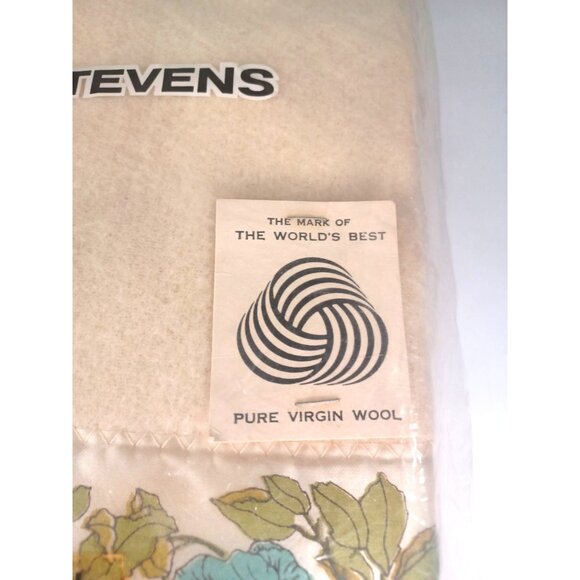 TEVENS
THE MARK OF
THE WORLD'S BEST
PURE VIRGIN WOOL